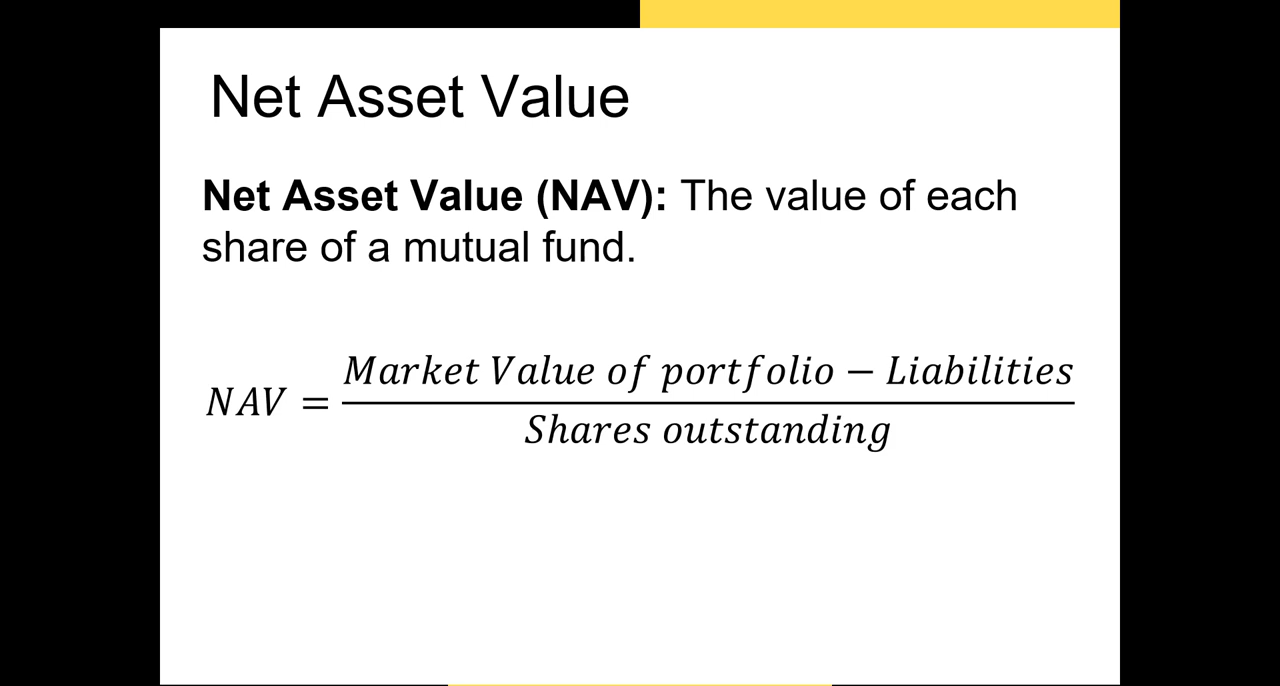 Net Asset Value
Net Asset Value (NAV): The value of each
share of a mutual fund.
NAV = Market Value of portfolio − Liabilities
Shares outstanding